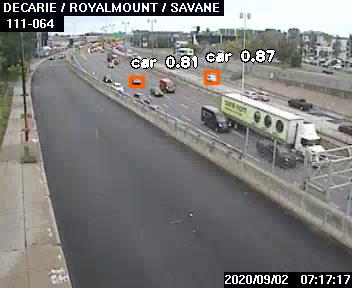 DECARIE / ROYALMOUNT / SAVANE
111-064
car 0.81
car 0.87
2020/09/02 07:17:17